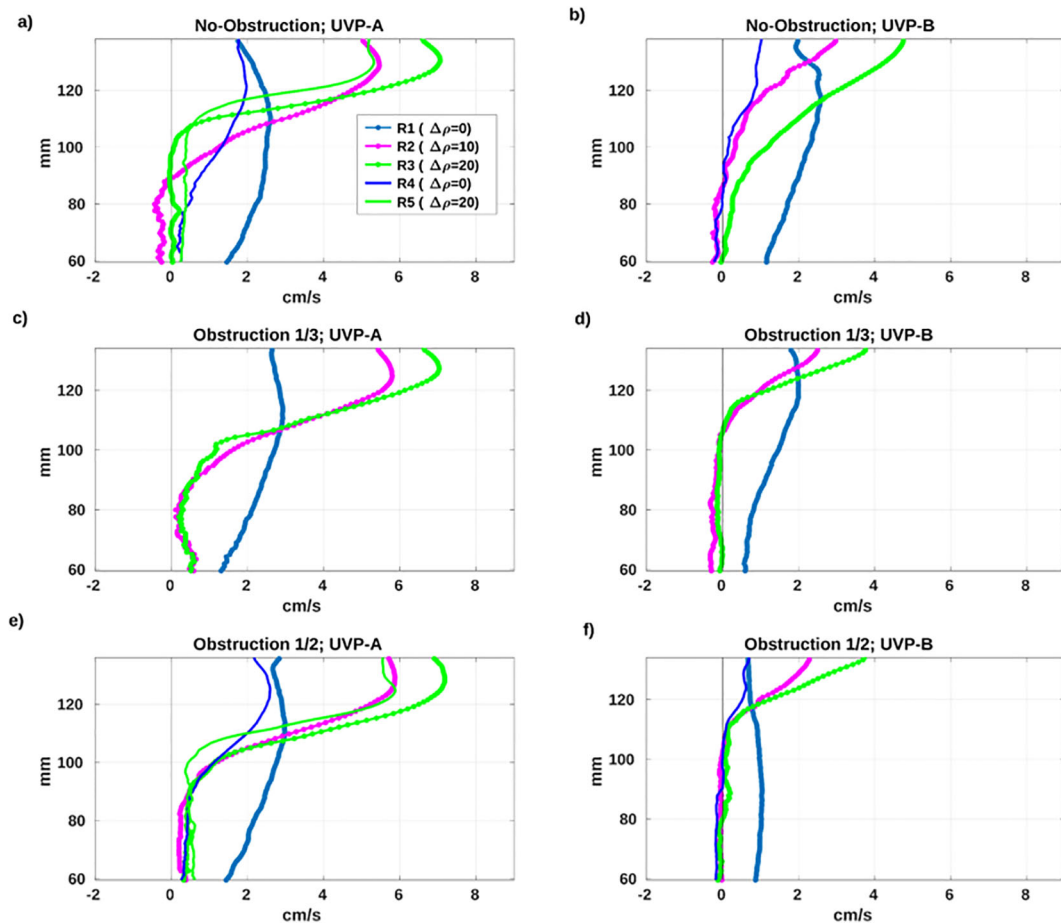 a)
No-Obstruction; UVP-A
mm
120
100
80
60
-2 0 2 4 6 8
cm/s
R1 ( Δρ=0)
R2 ( Δρ=10)
R3 ( Δρ=20)
R4 ( Δρ=0)
R5 ( Δρ=20)
b)
No-Obstruction; UVP-B
mm
120
100
80
60
-2 0 2 4 6 8
cm/s
c)
Obstruction 1/3; UVP-A
mm
120
100
80
60
-2 0 2 4 6 8
cm/s
d)
Obstruction 1/3; UVP-B
mm
120
100
80
60
-2 0 2 4 6 8
cm/s
e)
Obstruction 1/2; UVP-A
mm
120
100
80
60
-2 0 2 4 6 8
cm/s
f)
Obstruction 1/2; UVP-B
mm
120
100
80
60
-2 0 2 4 6 8
cm/s